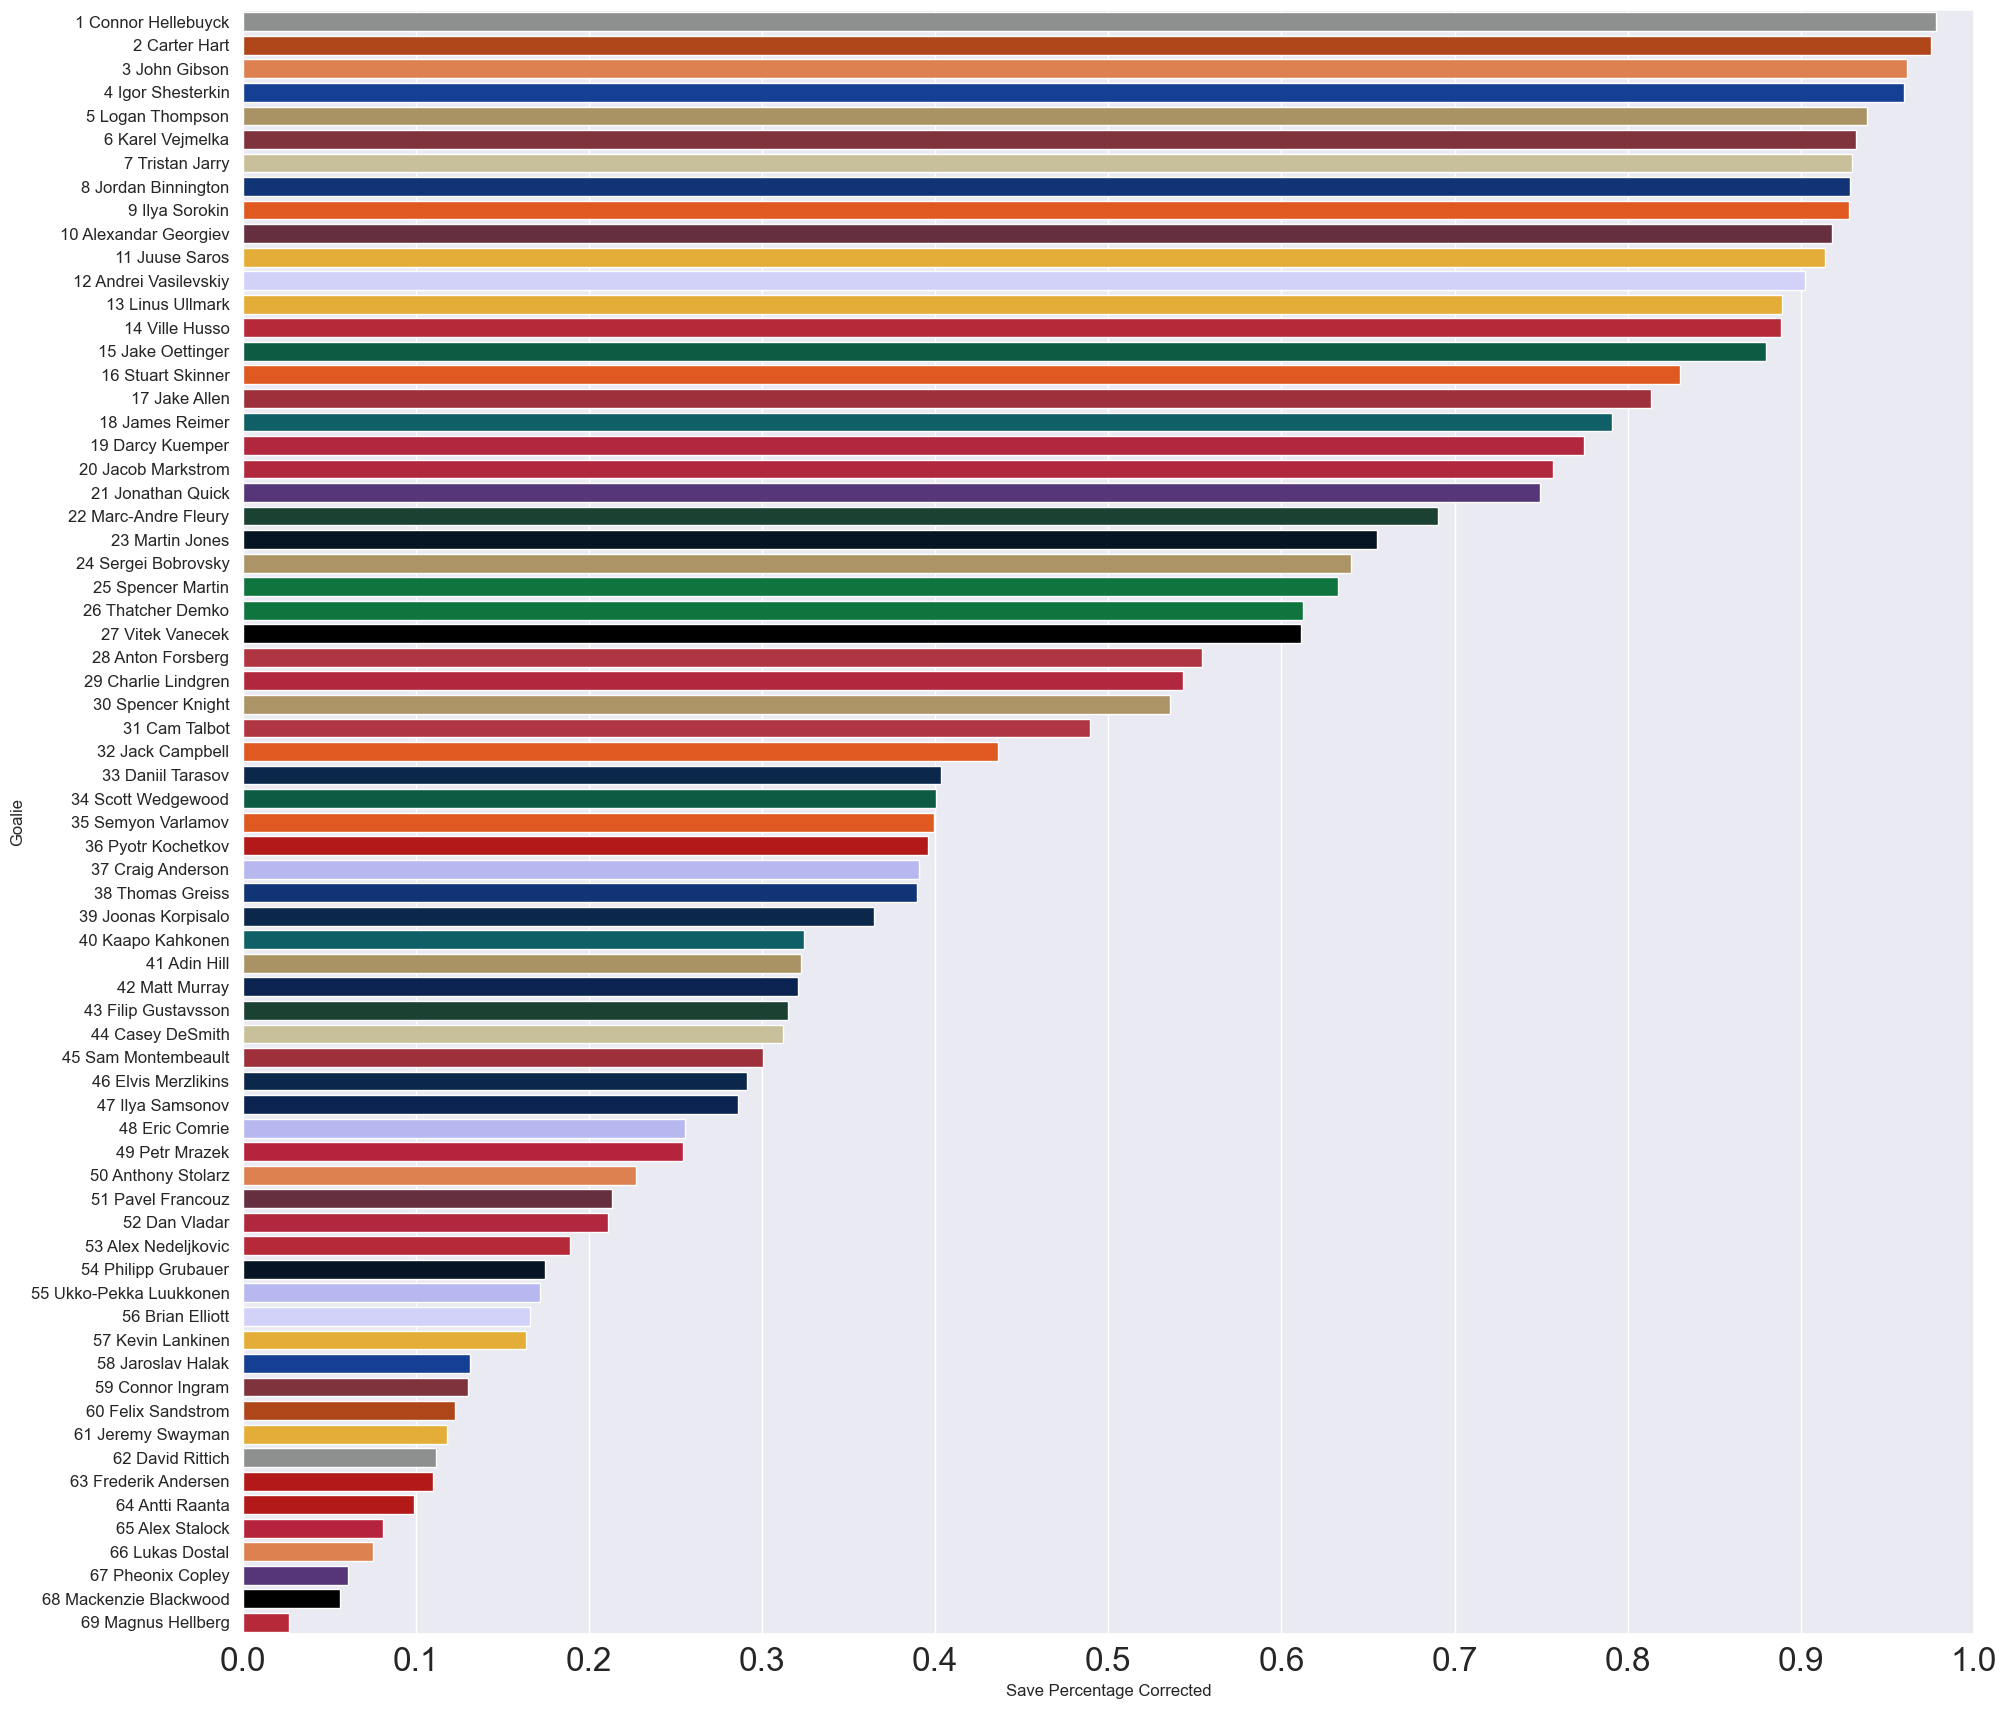 1 Connor Hellebuyck
2 Carter Hart
3 John Gibson
4 Igor Shesterkin
5 Logan Thompson
6 Karel Vejmelka
7 Tristan Jarry
8 Jordan Binnington
9 Ilya Sorokin
10 Alexandar Georgiev
11 Juuse Saros
12 Andrei Vasilevskiy
13 Linus Ullmark
14 Ville Husso
15 Jake Oettinger
16 Stuart Skinner
17 Jake Allen
18 James Reimer
19 Darcy Kuemper
20 Jacob Markstrom
21 Jonathan Quick
22 Marc-Andre Fleury
23 Martin Jones
24 Sergei Bobrovsky
25 Spencer Martin
26 Thatcher Demko
27 Vitek Vanecek
28 Anton Forsberg
29 Charlie Lindgren
30 Spencer Knight
31 Cam Talbot
32 Jack Campbell
33 Daniil Tarasov
34 Scott Wedgewood
35 Semyon Varlamov
36 Pyotr Kochetkov
37 Craig Anderson
38 Thomas Greiss
39 Joonas Korpisalo
40 Kaapo Kahkonen
41 Adin Hill
42 Matt Murray
43 Filip Gustavsson
44 Casey DeSmith
45 Sam Montembeault
46 Elvis Merzlikins
47 Ilya Samsonov
48 Eric Comrie
49 Petr Mrazek
50 Anthony Stolarz
51 Pavel Francouz
52 Dan Vladar
53 Alex Nedeljkovic
54 Philipp Grubauer
55 Ukko-Pekka Luukkonen
56 Brian Elliott
57 Kevin Lankinen
58 Jaroslav Halak
59 Connor Ingram
60 Felix Sandstrom
61 Jeremy Swayman
62 David Rittich
63 Frederik Andersen
64 Antti Raanta
65 Alex Stalock
66 Lukas Dostal
67 Pheonix Copley
68 Mackenzie Blackwood
69 Magnus Hellberg
Goalie
0.0 0.1 0.2 0.3 0.4 0.5 0.6 0.7 0.8 0.9 1.0
Save Percentage Corrected